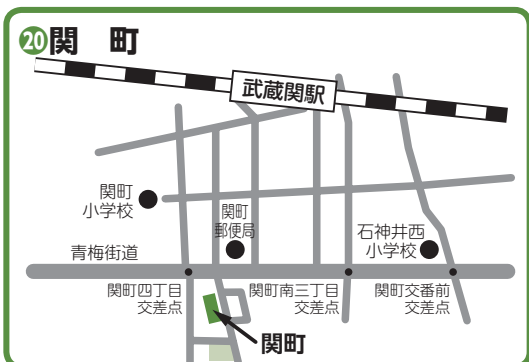 ⑳関　町
武蔵関駅
関町
小学校
関町
郵便局
石神井西
小学校
青梅街道
関町四丁目
交差点
関町南三丁目
交差点
関町交番前
交差点
関町